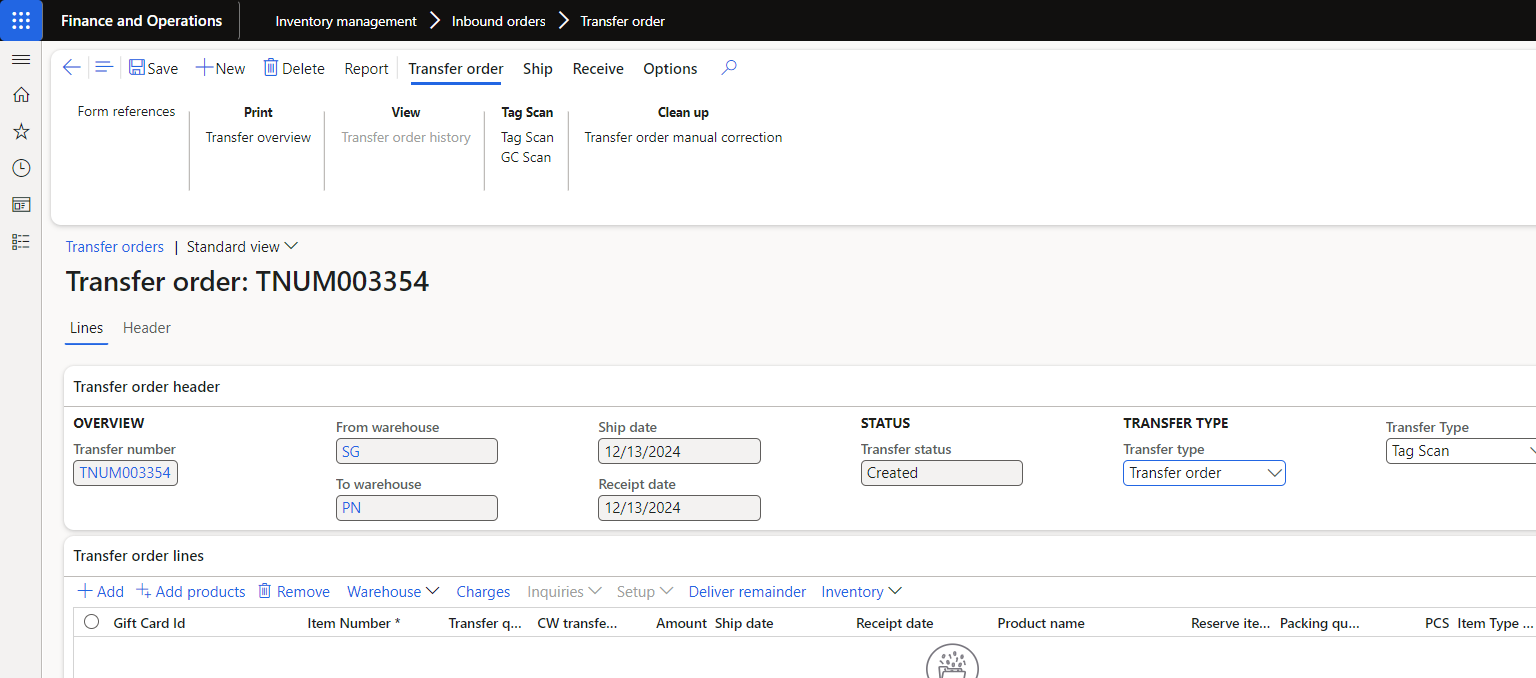 Finance and Operations
Inventory management Inbound orders Transfer order
Save New Delete Report Transfer order Ship Receive Options
Form references
Print
Transfer overview
View
Transfer order history
Tag Scan
Tag Scan
GC Scan
Clean up
Transfer order manual correction
Transfer orders | Standard view
Transfer order: TNUM003354
Lines Header
Transfer order header
OVERVIEW
Transfer number
TNUM003354
From warehouse
SG
To warehouse
PN
Ship date
12/13/2024
Receipt date
12/13/2024
STATUS
Transfer status
Created
TRANSFER TYPE
Transfer type
Transfer order
Transfer Type
Tag Scan
Transfer order lines
Add Add products Remove Warehouse Charges Inquiries Setup Deliver remainder Inventory
Gift Card Id Item Number * Transfer q... CW transfe... Amount Ship date Receipt date Product name Reserve ite... Packing qu... PCS Item Type ...